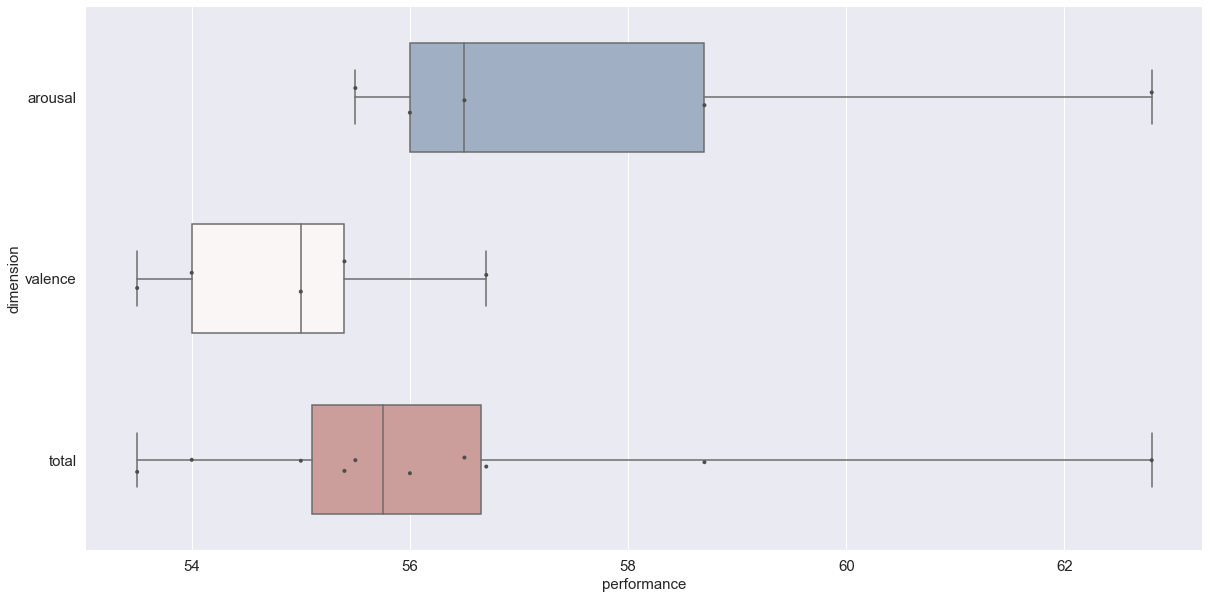 arousal
valence
total
dimension
54 56 58 60 62
performance